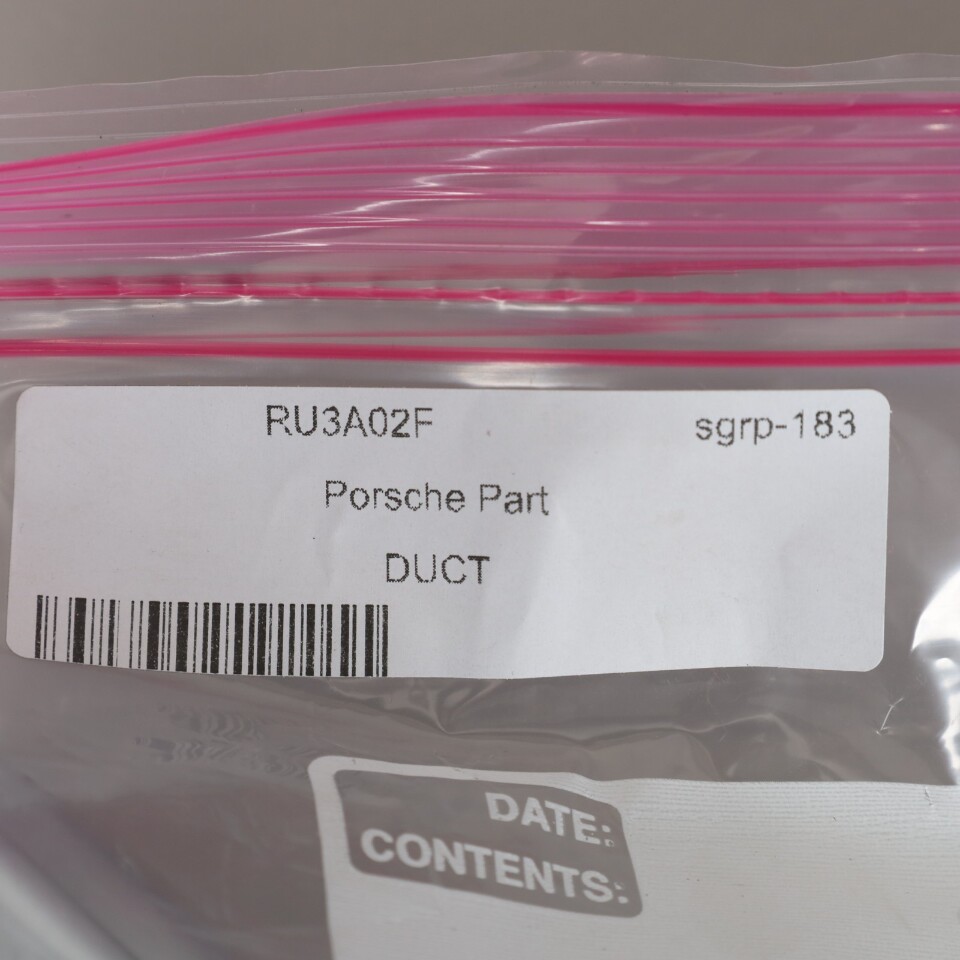 RU3A02F sgrp-183
Porsche Part
DUCT
DATE:
CONTENTS: